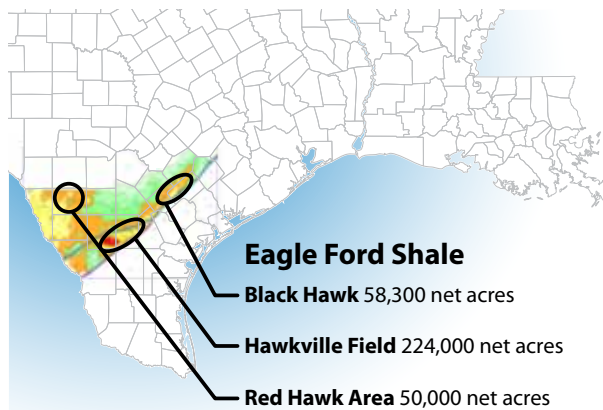 Eagle Ford Shale
Black Hawk 58,300 net acres
Hawkville Field 224,000 net acres
Red Hawk Area 50,000 net acres